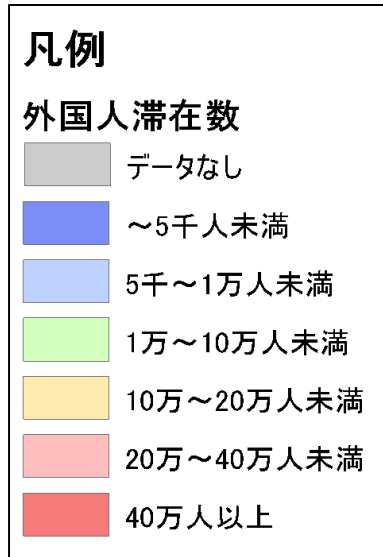 凡例
外国人滞在数
データなし
～5千人未満
5千～1万人未満
1万～10万人未満
10万～20万人未満
20万～40万人未満
40万人以上